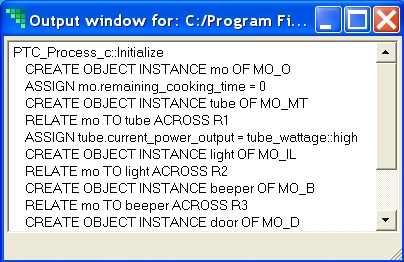 Output window for: C:/Program Fi...
PTC_Process_c::Initialize
CREATE OBJECT INSTANCE mo OF MO_O
ASSIGN mo.remaining_cooking_time = 0
CREATE OBJECT INSTANCE tube OF MO_MT
RELATE mo TO tube ACROSS R1
ASSIGN tube.current_power_output = tube_wattage::high
CREATE OBJECT INSTANCE light OF MO_IL
RELATE mo TO light ACROSS R2
CREATE OBJECT INSTANCE beeper OF MO_B
RELATE mo TO beeper ACROSS R3
CREATE OBJECT INSTANCE door OF MO_D